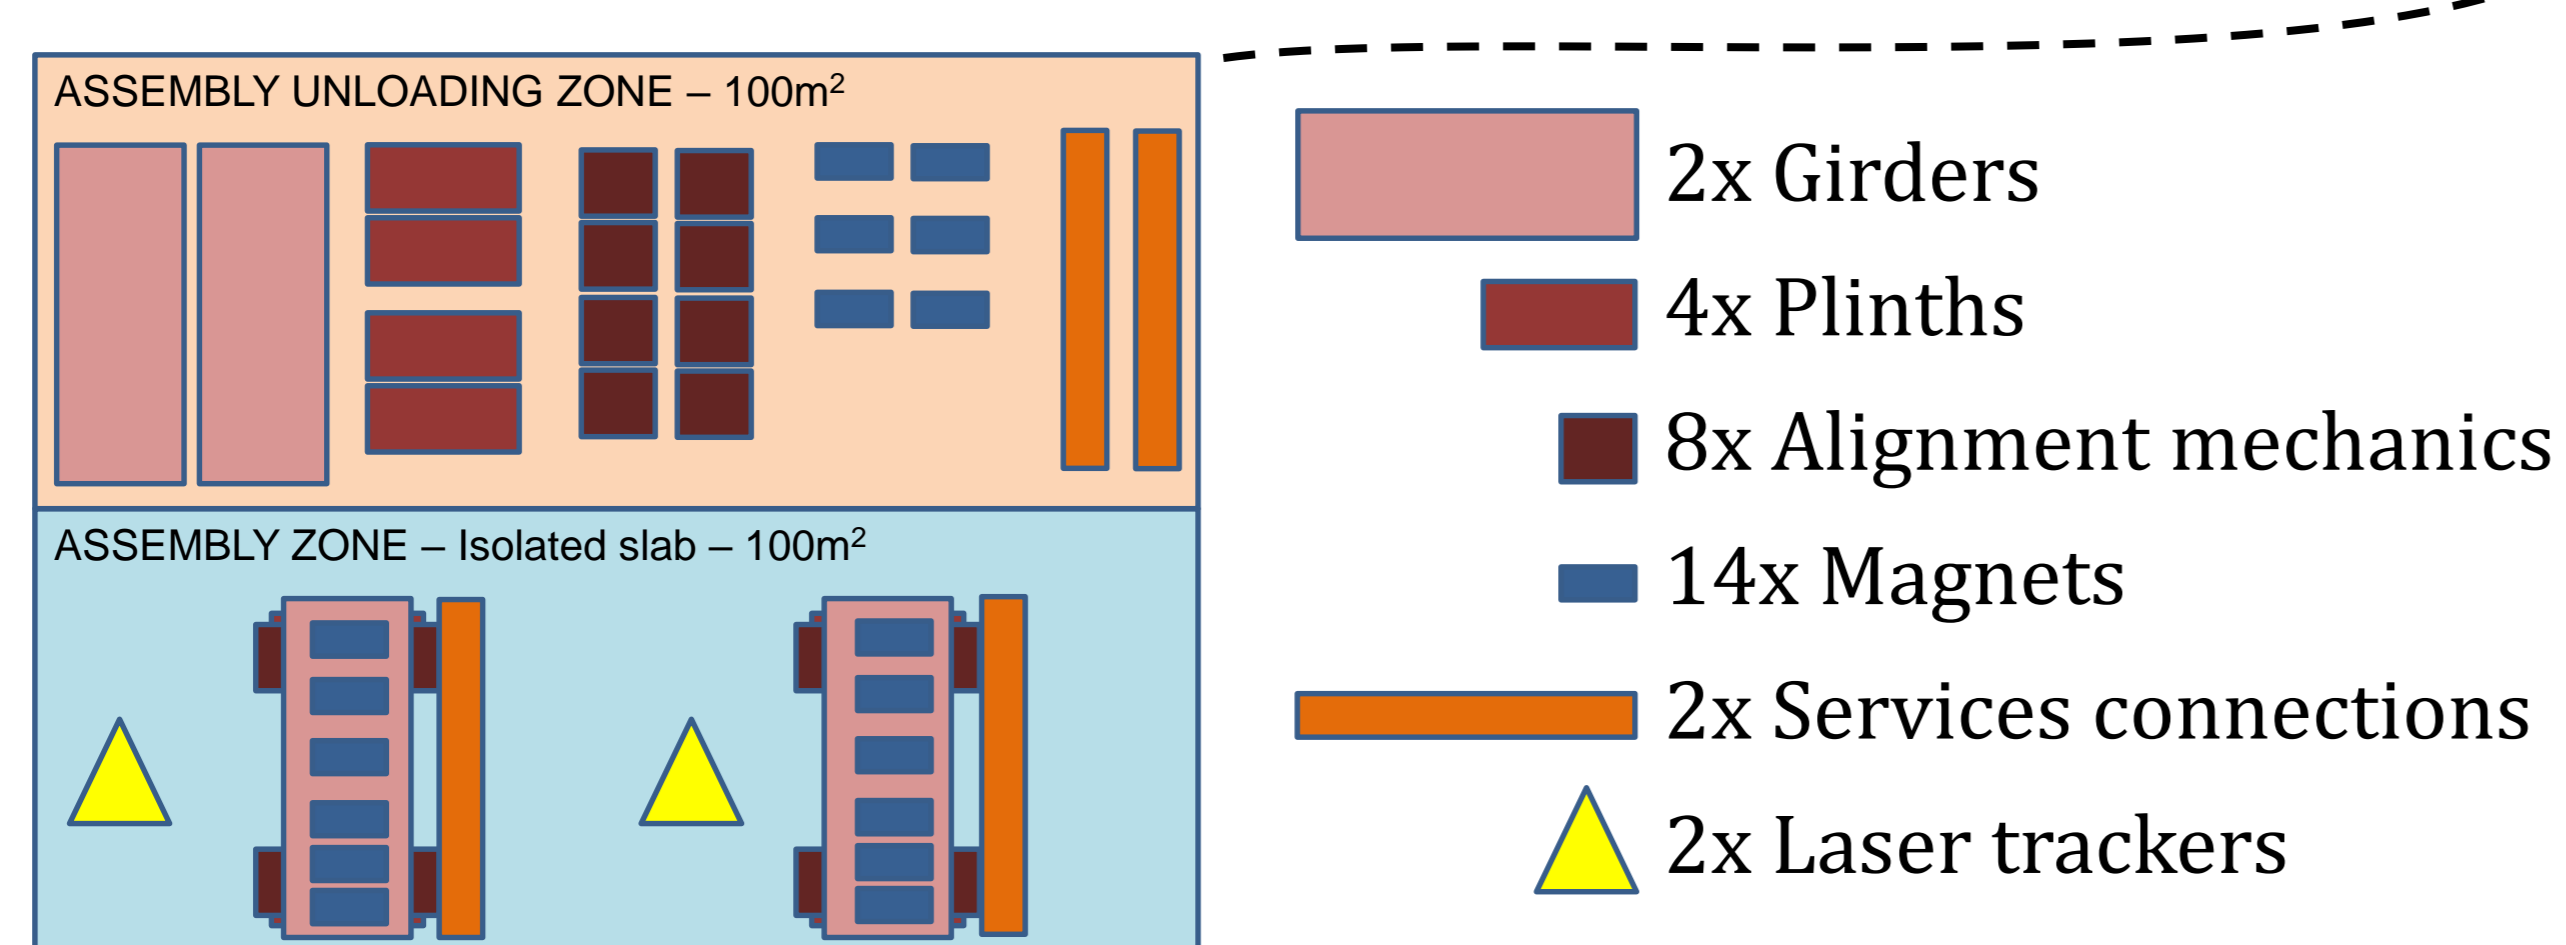 ASSEMBLY UNLOADING ZONE – 100m²
ASSEMBLY ZONE – Isolated slab – 100m²
2x Girders
4x Plinths
8x Alignment mechanics
14x Magnets
2x Services connections
2x Laser trackers